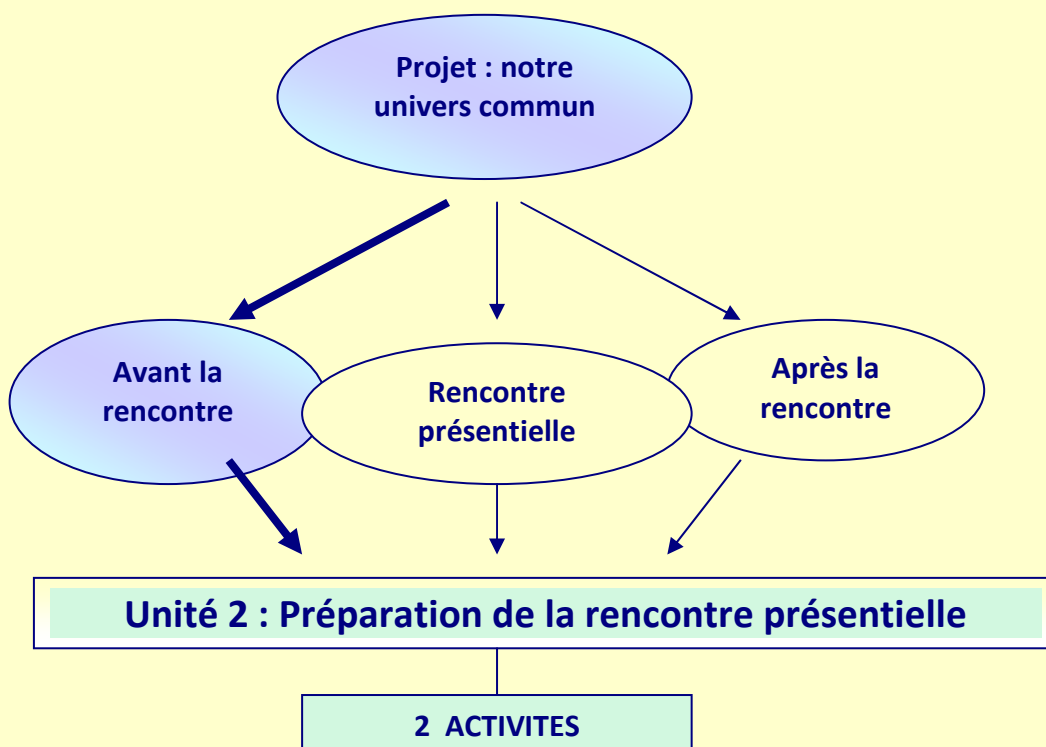 Projet : notre
univers commun
Avant la
rencontre
Rencontre
présentielle
Après la
rencontre
Unité 2 : Préparation de la rencontre présentielle
2 ACTIVITES